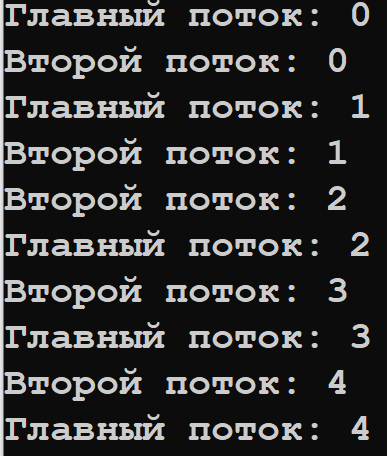 Главный поток: 0
Второй поток: 0
Главный поток: 1
Второй поток: 1
Второй поток: 2
Главный поток: 2
Второй поток: 3
Главный поток: 3
Второй поток: 4
Главный поток: 4